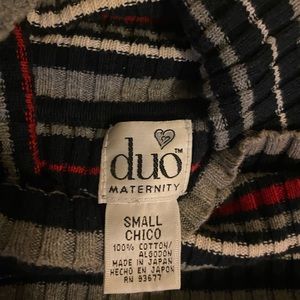 duo™
MATERNITY
SMALL
CHICO
100% COTTON/
ALGODON
MADE IN JAPAN
HECHO EN JAPON
RN 93677